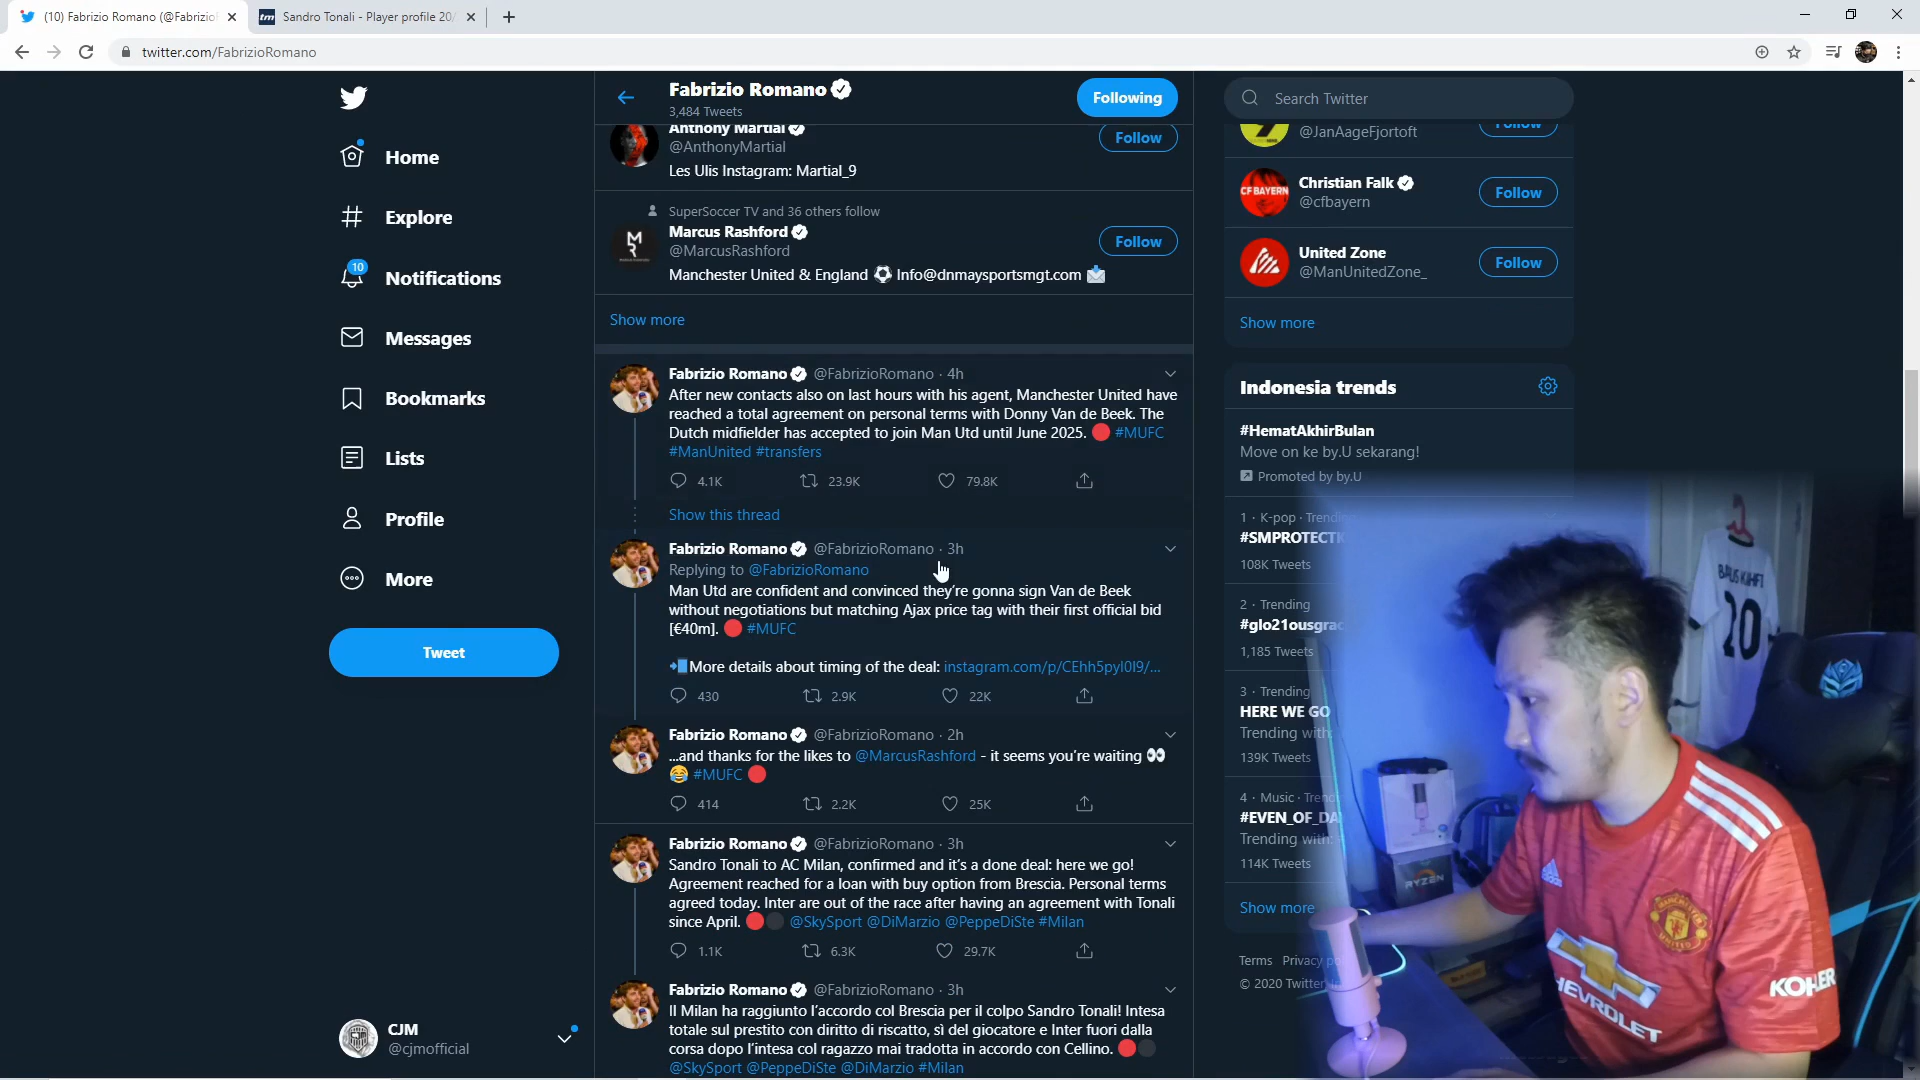 (10) Fabrizio Romano (@Fabrizio
Sandro Tonali - Player profile 20/
twitter.com/FabrizioRomano
Home
Explore
10
Notifications
Messages
Bookmarks
Lists
Profile
More
Tweet
CJM
@cjmofficial
Fabrizio Romano
3,484 Tweets
Following
Anthony Martial
@AnthonyMartial
Follow
Les Ulis Instagram: Martial_9
SuperSoccer TV and 36 others follow
Marcus Rashford
@MarcusRashford
Follow
Manchester United & England ⚽ Info@dnmaysportsmgt.com 📩
Show more
Fabrizio Romano @FabrizioRomano · 4h
After new contacts also on last hours with his agent, Manchester United have
reached a total agreement on personal terms with Donny Van de Beek. The
Dutch midfielder has accepted to join Man Utd until June 2025. 🔴 #MUFC
#ManUnited #transfers
4.1K 23.9K 79.8K
Show this thread
Fabrizio Romano @FabrizioRomano · 3h
Replying to @FabrizioRomano
Man Utd are confident and convinced they're gonna sign Van de Beek
without negotiations but matching Ajax price tag with their first official bid
[€40m]. 🔴 #MUFC
📲More details about timing of the deal: instagram.com/p/CEhh5pyl0I9/...
430 2.9K 22K
Fabrizio Romano @FabrizioRomano · 2h
...and thanks for the likes to @MarcusRashford - it seems you're waiting 👀
😂 #MUFC 🔴
414 2.2K 25K
Fabrizio Romano @FabrizioRomano · 3h
Sandro Tonali to AC Milan, confirmed and it's a done deal: here we go!
Agreement reached for a loan with buy option from Brescia. Personal terms
agreed today. Inter are out of the race after having an agreement with Tonali
since April. 🔴⚫ @SkySport @DiMarzio @PeppeDiSte #Milan
1.1K 6.3K 29.7K
Fabrizio Romano @FabrizioRomano · 3h
Il Milan ha raggiunto l'accordo col Brescia per il colpo Sandro Tonali! Intesa
totale sul prestito con diritto di riscatto, sì del giocatore e Inter fuori dalla
corsa dopo l'intesa col ragazzo mai tradotta in accordo con Cellino. 🔴⚫
@SkySport @PeppeDiSte @DiMarzio #Milan
Search Twitter
@JanAageFjortoft
Follow
CF BAYERN
Christian Falk
@cfbayern
Follow
United Zone
@ManUnitedZone_
Follow
Show more
Indonesia trends
#HematAkhirBulan
Move on ke by.U sekarang!
Promoted by by.U
1 · K-pop · Trending
#SMPROTECT
108K Tweets
2 · Trending
#glo21ousgrac
1,185 Tweets
3 · Trending
HERE WE GO
Trending with:
139K Tweets
4 · Music · Trend
#EVEN_OF_DA
Trending with:
114K Tweets
Show more
Terms Privacy po
© 2020 Twitter
20
RYZEN
CHEVROLET
KOHLER